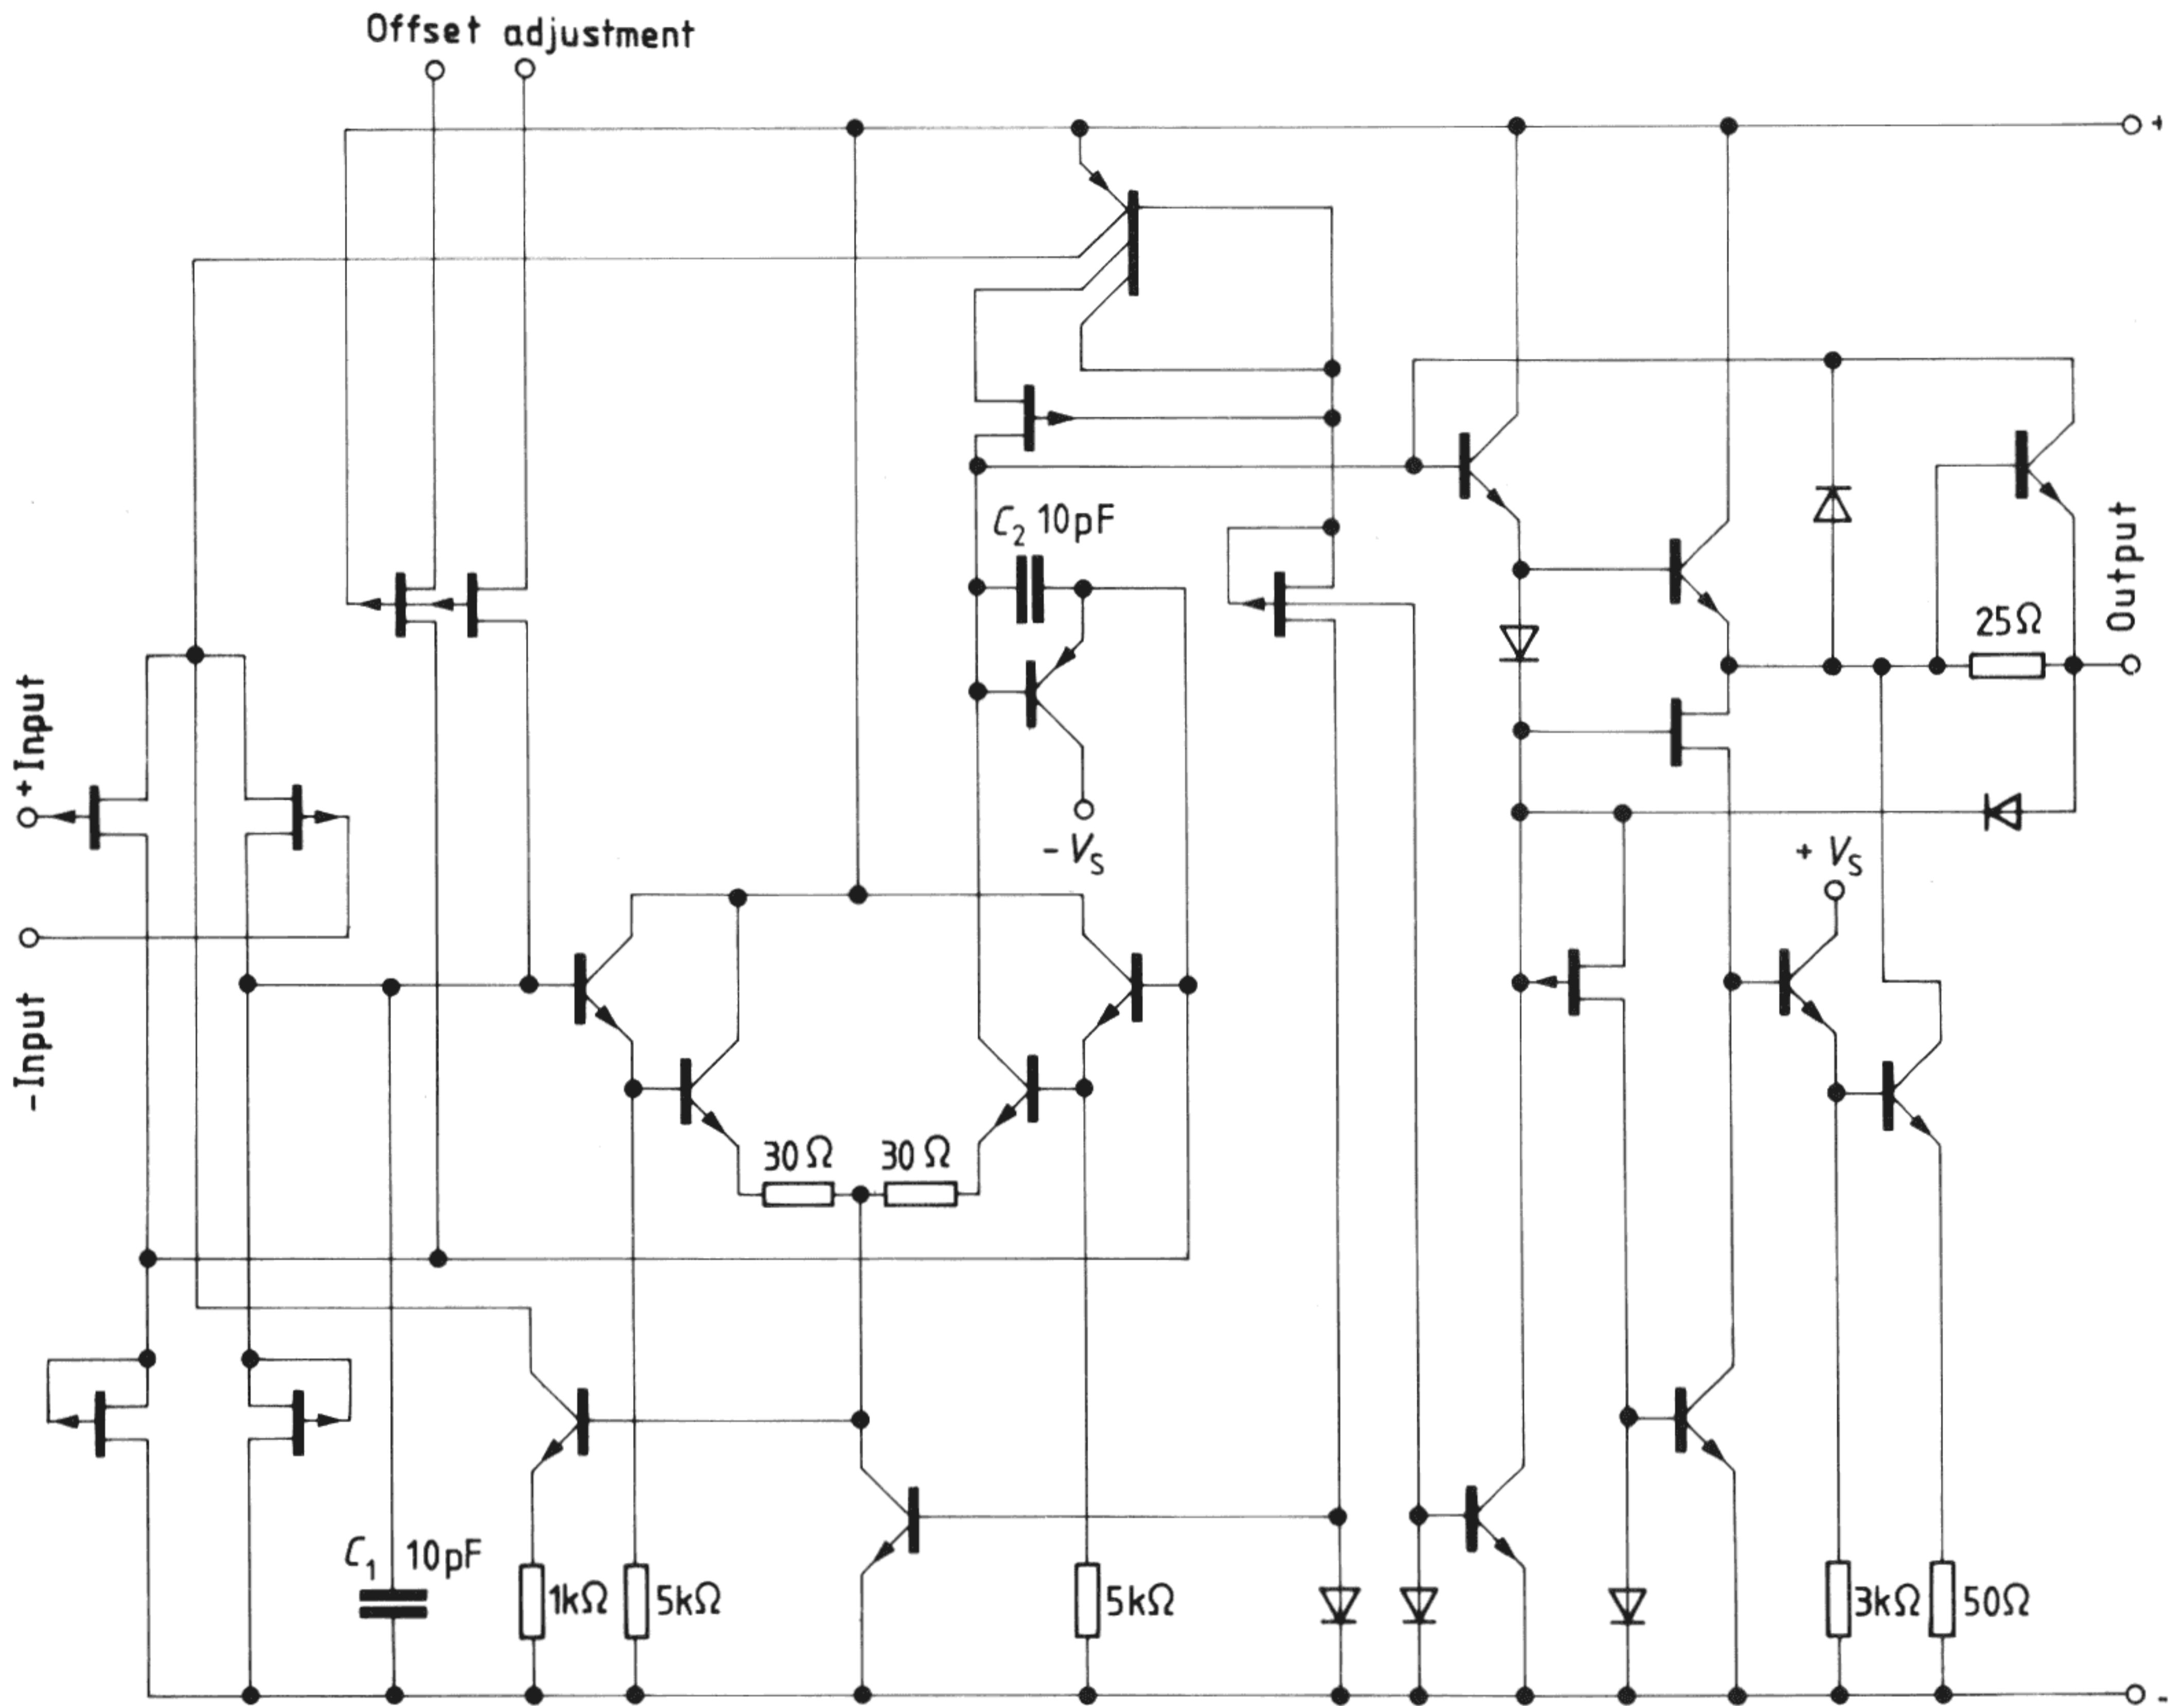 Offset adjustment
+
C₂ 10pF
25Ω
Output
+Input
-Vs
+ Vs
-Input
30Ω 30Ω
C₁ 10pF
1kΩ 5kΩ 5kΩ 3kΩ 50Ω
-